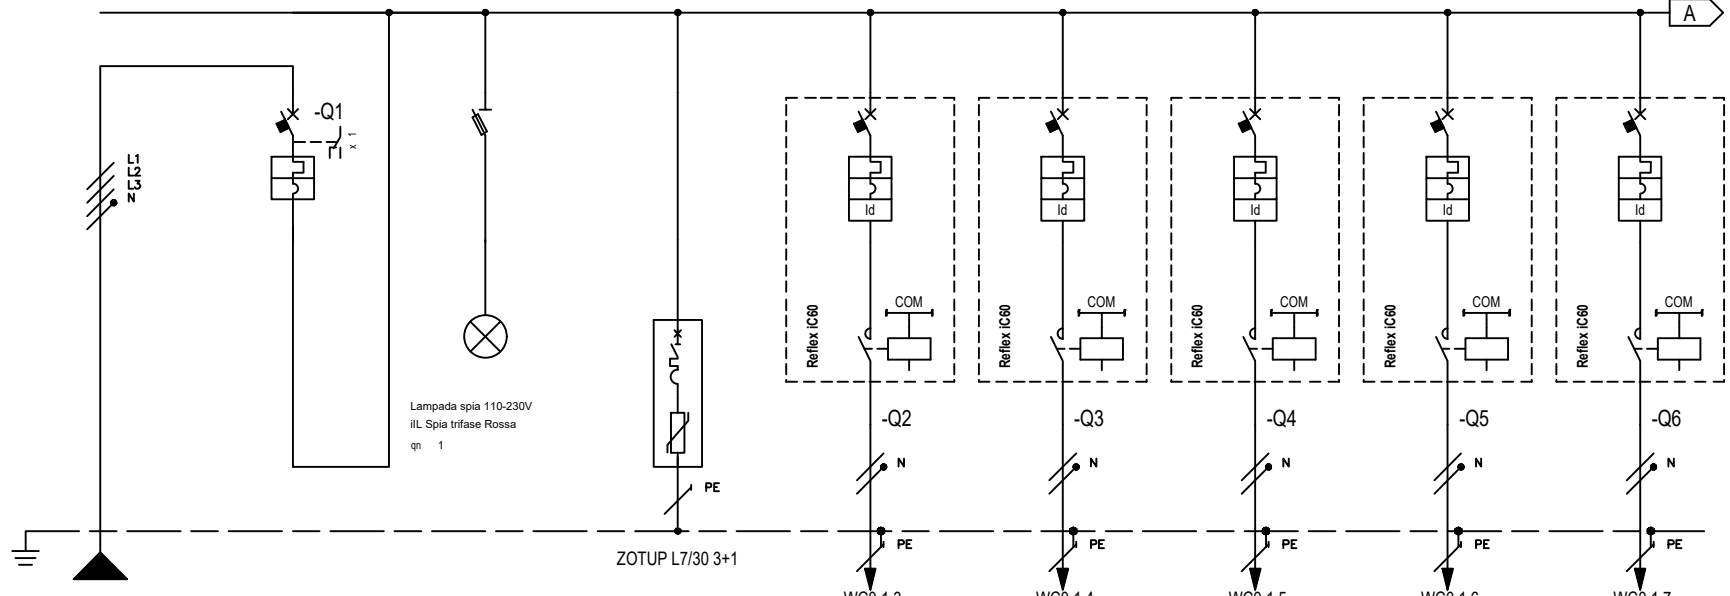 A
-Q1
x 1
L1
L2
L3
N
Id
Id
Id
Id
Id
Reflex iC60
COM
Reflex iC60
COM
Reflex iC60
COM
Reflex iC60
COM
Reflex iC60
COM
Lampada spia 110-230V
iIL Spia trifase Rossa
qn 1
-Q2
-Q3
-Q4
-Q5
-Q6
N
N
N
N
N
PE
ZOTUP L7/30 3+1
PE
PE
PE
PE
PE